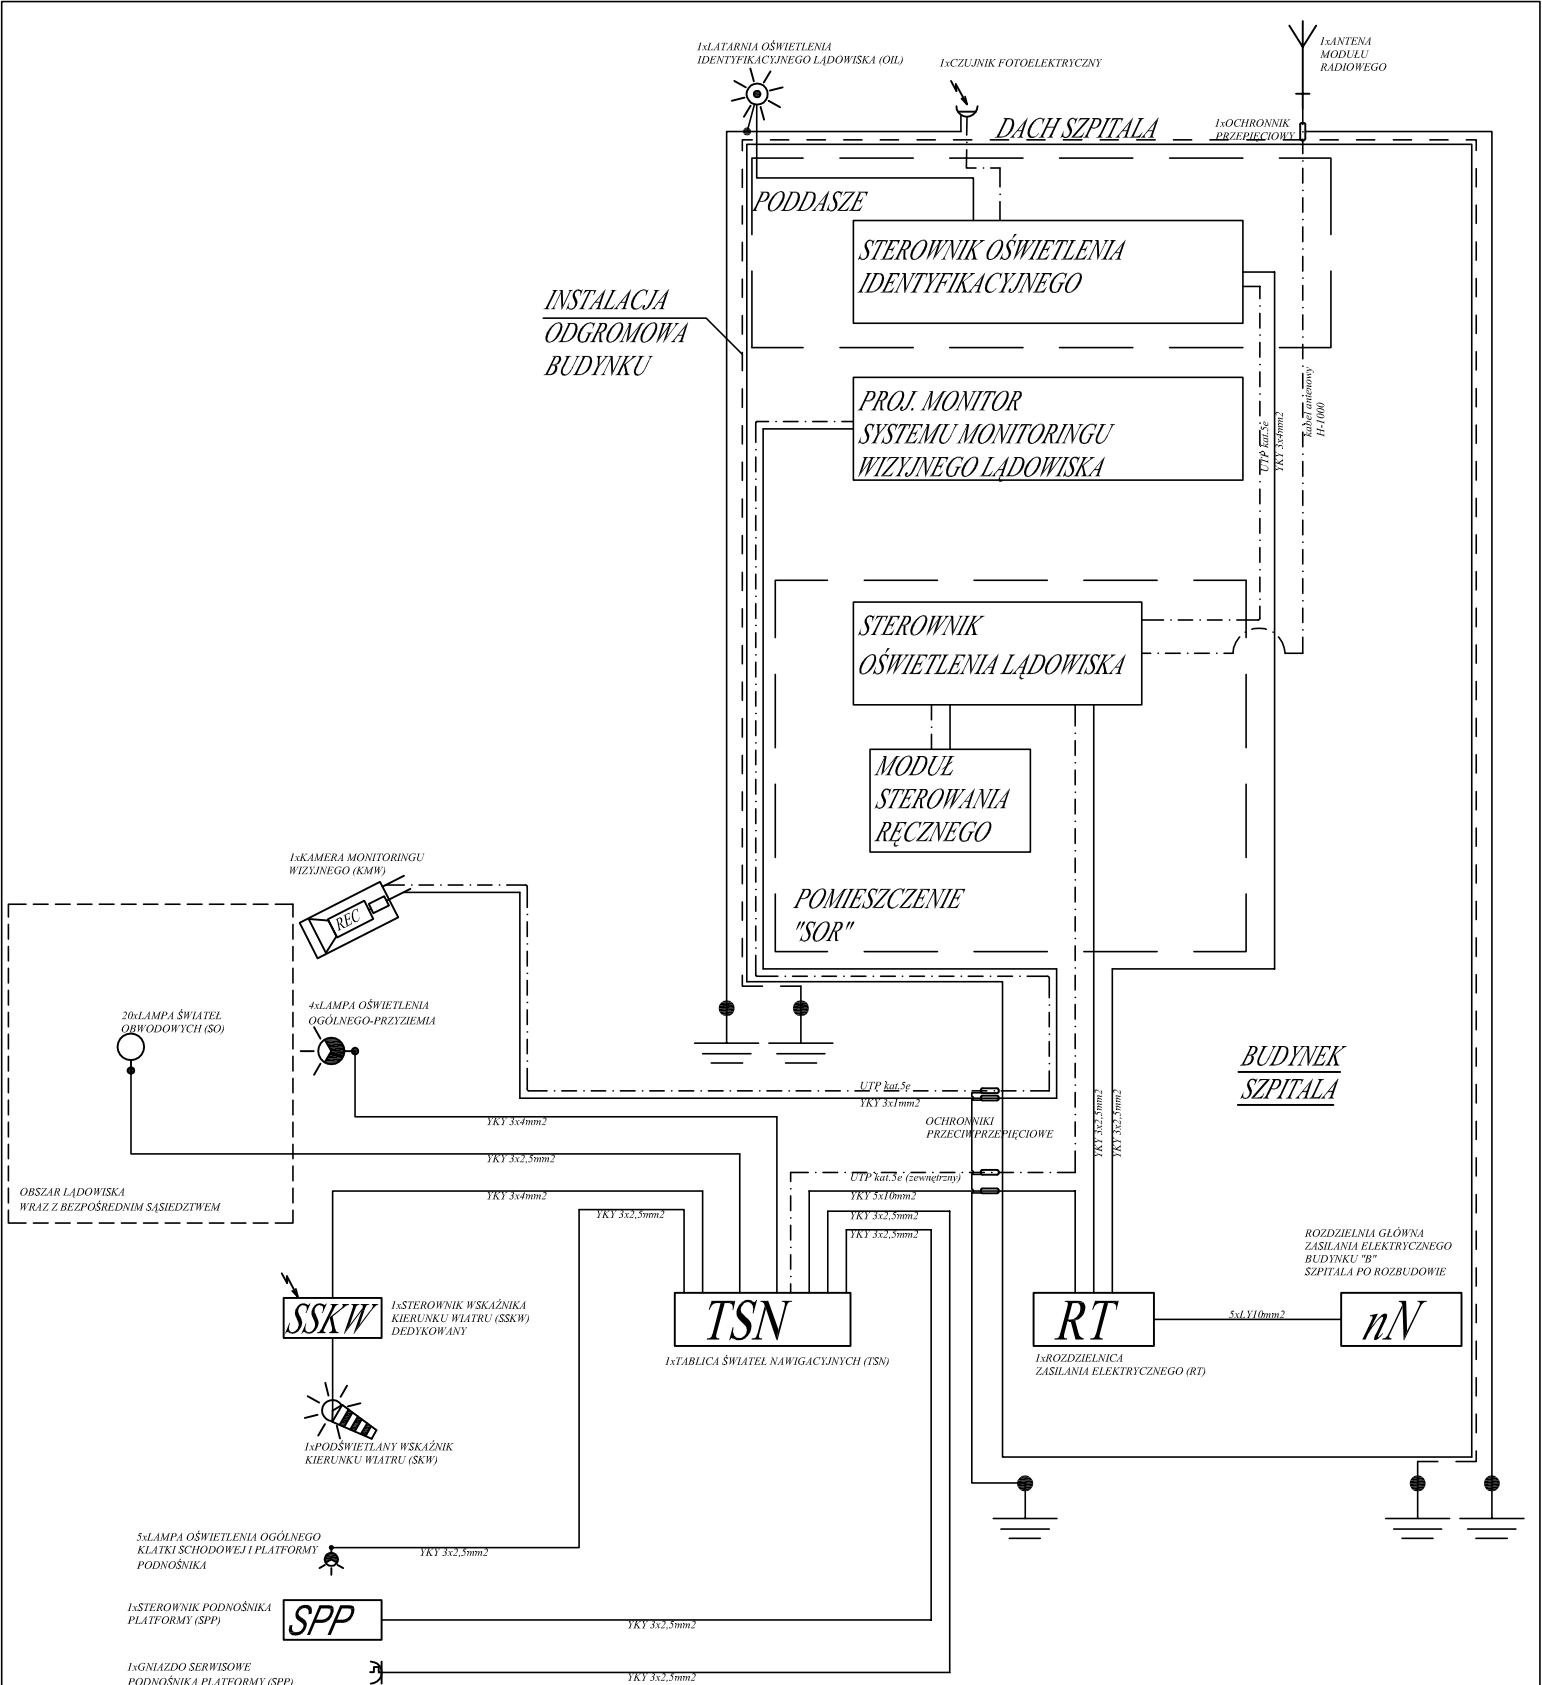 1xLATARNIA OŚWIETLENIA
IDENTYFIKACYJNEGO LĄDOWISKA (OIL)
1xCZUJNIK FOTOELEKTRYCZNY
1xANTENA
MODUŁU
RADIOWEGO
1xOCHRONNIK
PRZEPIĘCIOWY
DACH SZPITALA
PODDASZE
STEROWNIK OŚWIETLENIA
IDENTYFIKACYJNEGO
INSTALACJA
ODGROMOWA
BUDYNKU
PROJ. MONITOR
SYSTEMU MONITORINGU
WIZYJNEGO LĄDOWISKA
UTP kat.5e
YKY 3x4mm2
kabel antenowy
H-1000
STEROWNIK
OŚWIETLENIA LĄDOWISKA
MODUŁ
STEROWANIA
RĘCZNEGO
POMIESZCZENIE
"SOR"
1xKAMERA MONITORINGU
WIZYJNEGO (KMW)
REC
20xLAMPA ŚWIATEŁ
OBWODOWYCH (SO)
4xLAMPA OŚWIETLENIA
OGÓLNEGO-PRZYZIEMIA
BUDYNEK
SZPITALA
UTP kat.5e
YKY 3x1mm2
OCHRONNIKI
PRZECIWPRZEPIĘCIOWE
YKY 3x2,5mm2
YKY 3x2,5mm2
YKY 3x4mm2
YKY 3x2,5mm2
UTP kat.5e (zewnętrzny)
YKY 3x4mm2
YKY 5x10mm2
YKY 3x2,5mm2
YKY 3x2,5mm2
YKY 3x2,5mm2
OBSZAR LĄDOWISKA
WRAZ Z BEZPOŚREDNIM SĄSIEDZTWEM
ROZDZIELNIA GŁÓWNA
ZASILANIA ELEKTRYCZNEGO
BUDYNKU "B"
SZPITALA PO ROZBUDOWIE
SSKW
1xSTEROWNIK WSKAŹNIKA
KIERUNKU WIATRU (SSKW)
DEDYKOWANY
TSN
1xTABLICA ŚWIATEŁ NAWIGACYJNYCH (TSN)
RT
1xROZDZIELNICA
ZASILANIA ELEKTRYCZNEGO (RT)
5xLY10mm2
nN
1xPODŚWIETLANY WSKAŹNIK
KIERUNKU WIATRU (SKW)
5xLAMPA OŚWIETLENIA OGÓLNEGO
KLATKI SCHODOWEJ I PLATFORMY
PODNOŚNIKA
YKY 3x2,5mm2
1xSTEROWNIK PODNOŚNIKA
PLATFORMY (SPP)
SPP
YKY 3x2,5mm2
1xGNIAZDO SERWISOWE
PODNOŚNIKA PLATFORMY (SPP)
YKY 3x2,5mm2